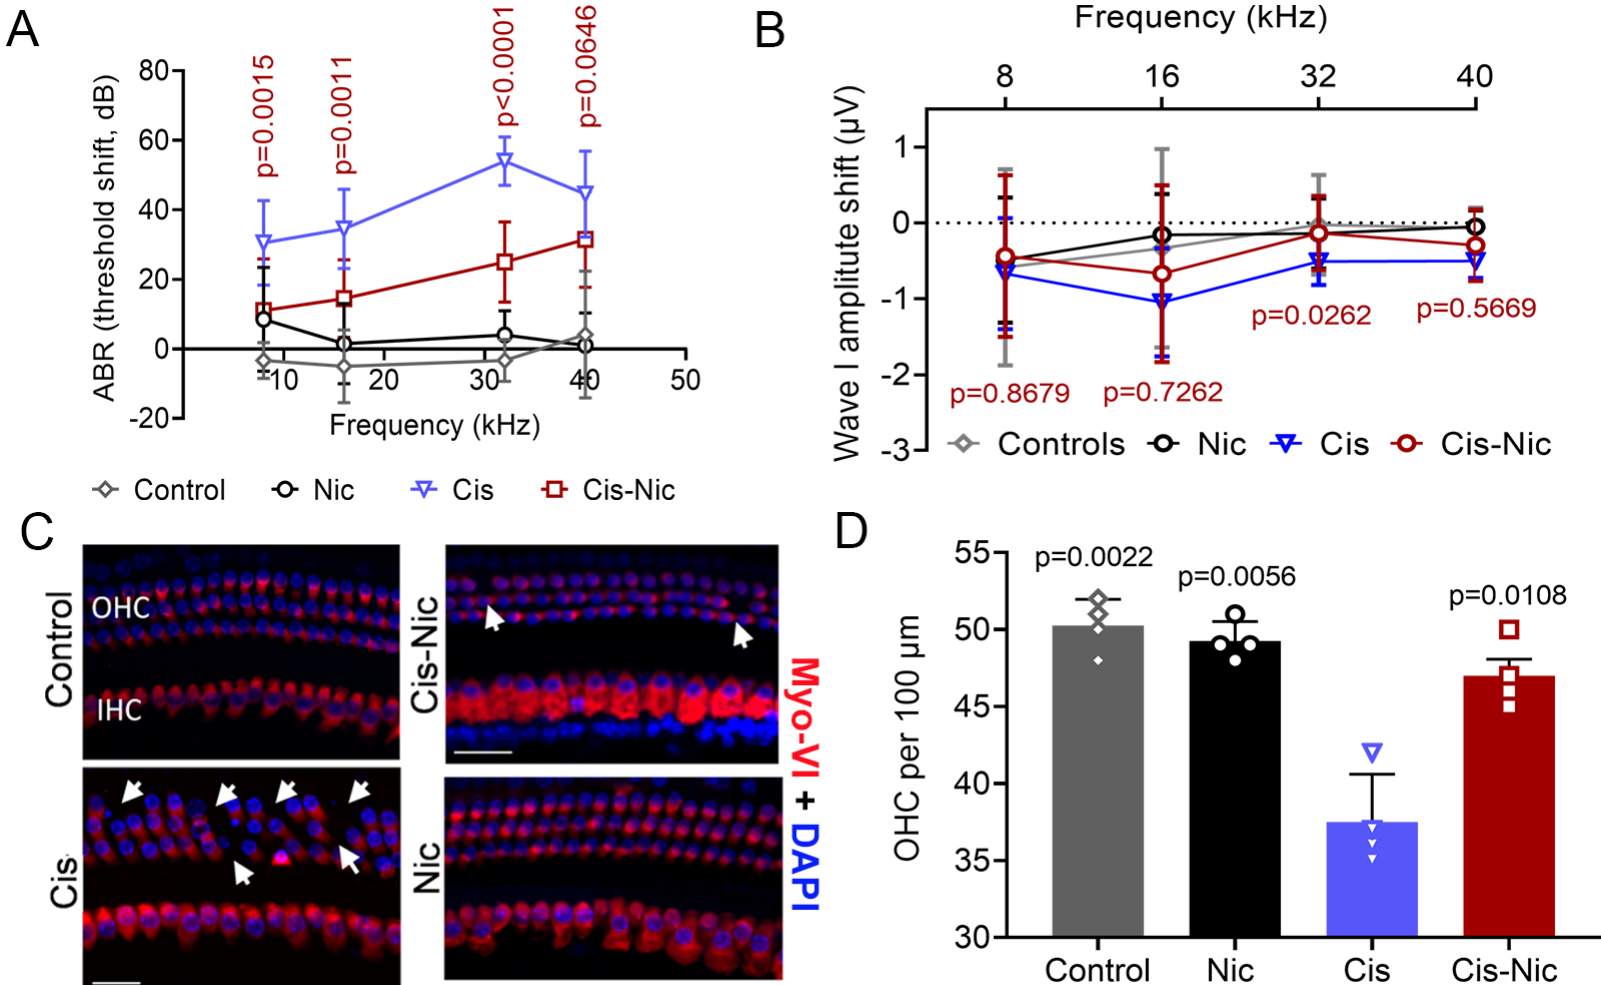 A
ABR (threshold shift, dB)
80
60
40
20
0
-20
p=0.0015
p=0.0011
p<0.0001
p=0.0646
10
20
30
40
50
Frequency (kHz)
Control
Nic
Cis
Cis-Nic
B
Frequency (kHz)
8
16
32
40
Wave I amplitude shift (µV)
1
0
-1
-2
-3
p=0.8679
p=0.7262
p=0.0262
p=0.5669
Controls
Nic
Cis
Cis-Nic
C
Control
OHC
IHC
Cis-Nic
Cis
Nic
Myo-VI + DAPI
D
OHC per 100 µm
55
50
45
40
35
30
p=0.0022
p=0.0056
p=0.0108
Control
Nic
Cis
Cis-Nic